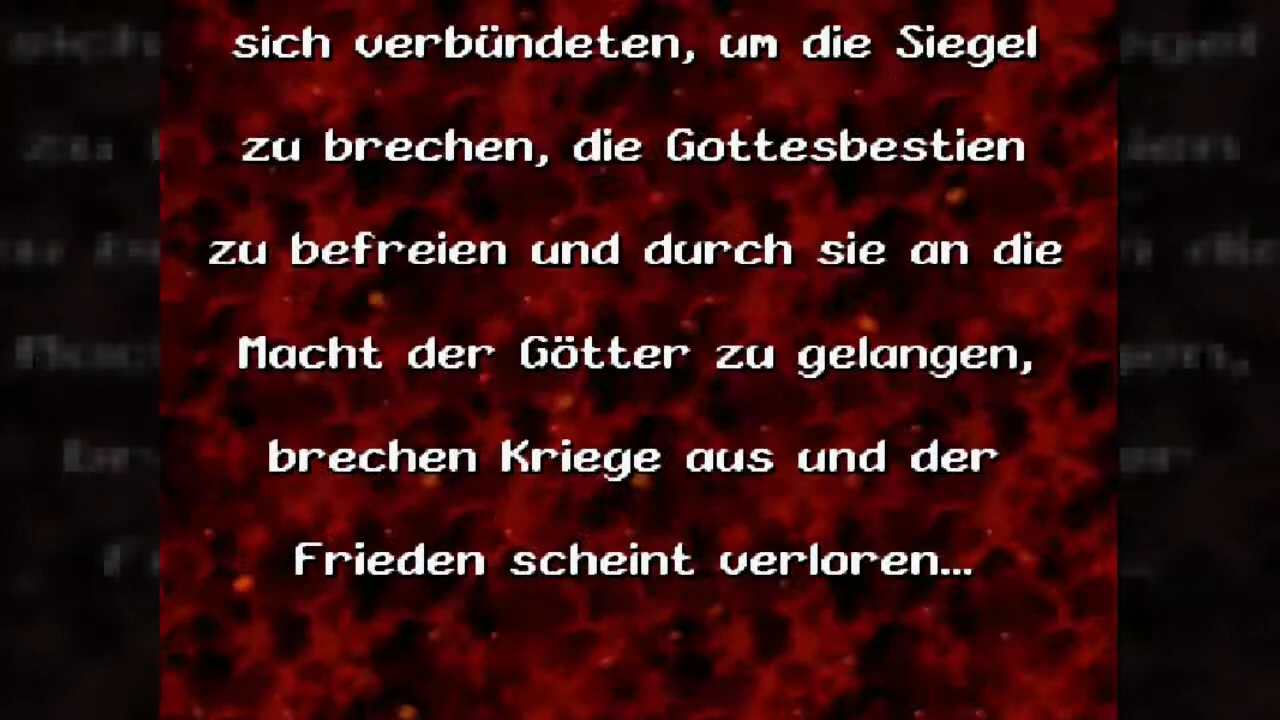 sich verbündeten, um die Siegel
zu brechen, die Gottesbestien
zu befreien und durch sie an die
Macht der Götter zu gelangen,
brechen Kriege aus und der
Frieden scheint verloren...